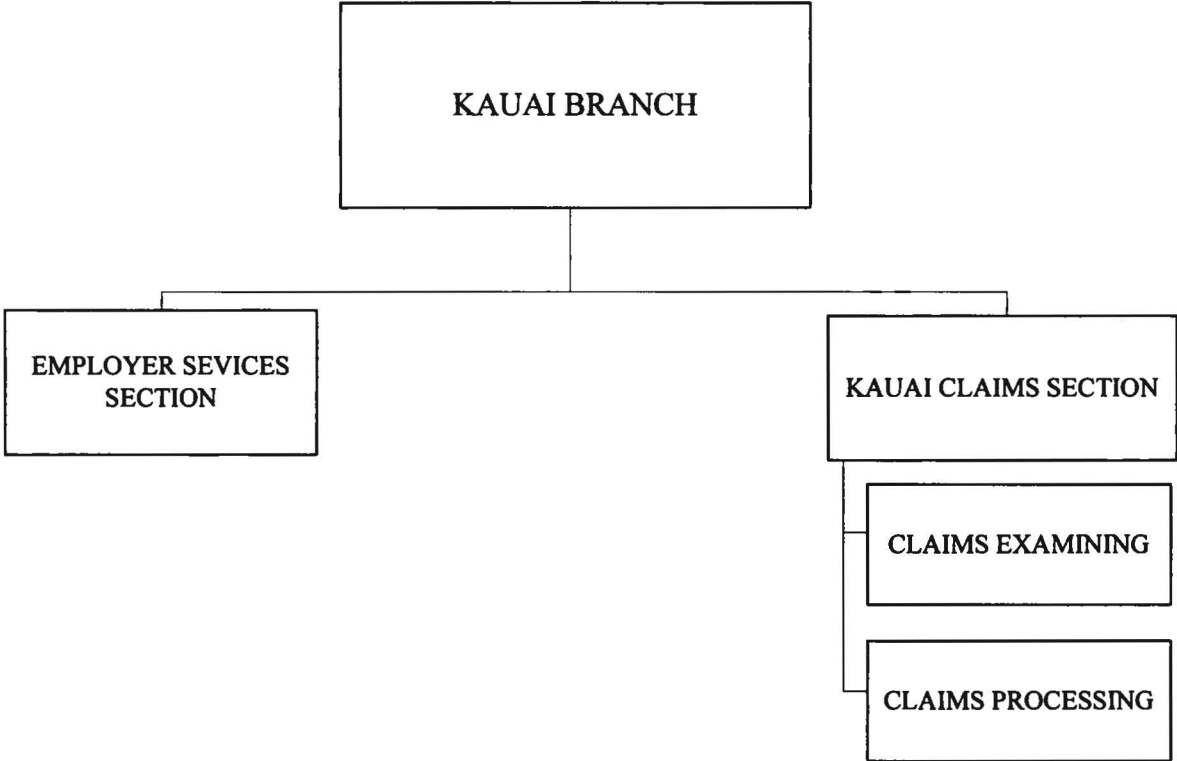 KAUAI BRANCH
EMPLOYER SEVICES
SECTION
KAUAI CLAIMS SECTION
CLAIMS EXAMINING
CLAIMS PROCESSING